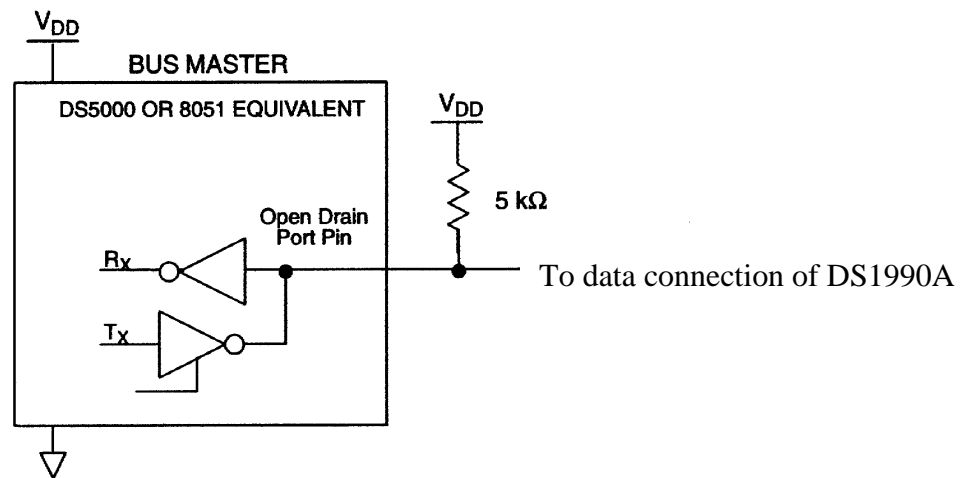 VDD
BUS MASTER
DS5000 OR 8051 EQUIVALENT
VDD
5 kΩ
Open Drain
Port Pin
RX
To data connection of DS1990A
TX